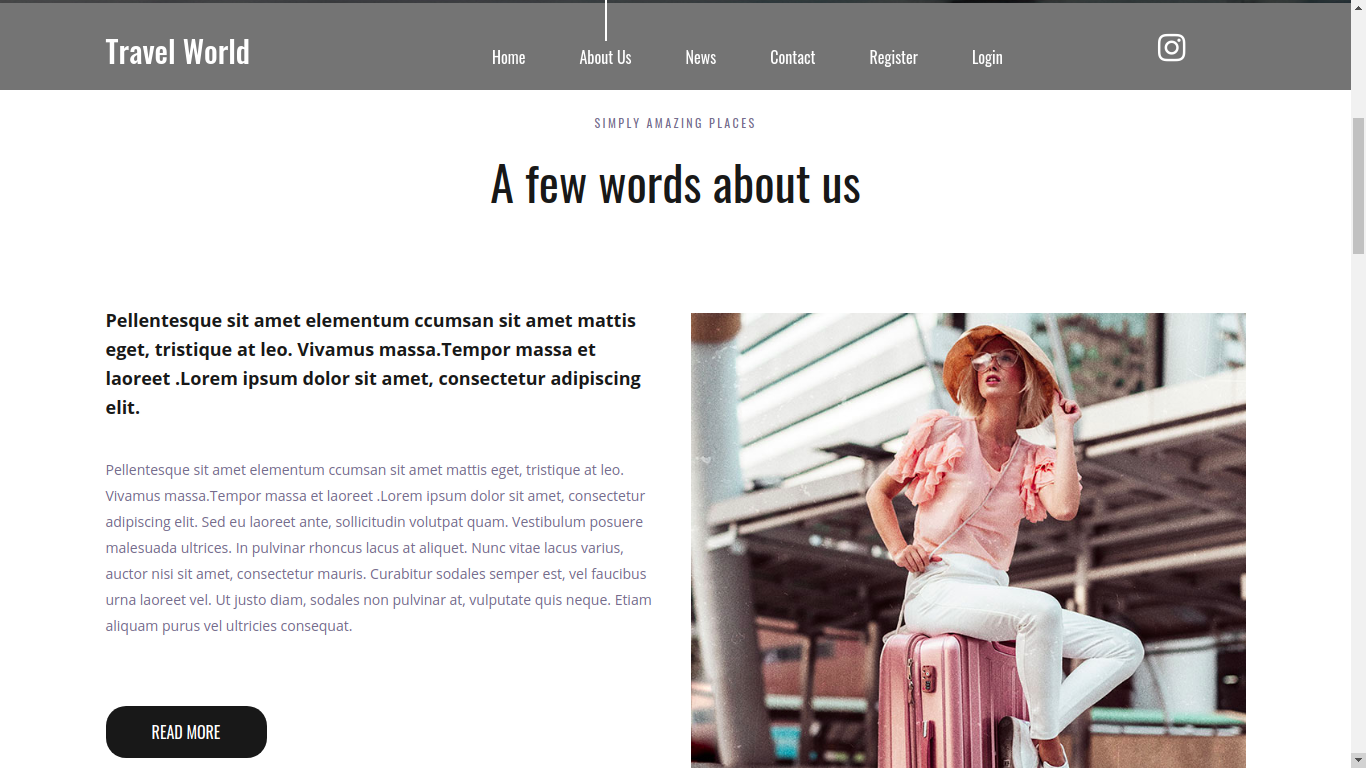 Travel World
Home
About Us
News
Contact
Register
Login
SIMPLY AMAZING PLACES
A few words about us
Pellentesque sit amet elementum ccumsan sit amet mattis
eget, tristique at leo. Vivamus massa.Tempor massa et
laoreet .Lorem ipsum dolor sit amet, consectetur adipiscing
elit.
Pellentesque sit amet elementum ccumsan sit amet mattis eget, tristique at leo.
Vivamus massa.Tempor massa et laoreet .Lorem ipsum dolor sit amet, consectetur
adipiscing elit. Sed eu laoreet ante, sollicitudin volutpat quam. Vestibulum posuere
malesuada ultrices. In pulvinar rhoncus lacus at aliquet. Nunc vitae lacus varius,
auctor nisi sit amet, consectetur mauris. Curabitur sodales semper est, vel faucibus
urna laoreet vel. Ut justo diam, sodales non pulvinar at, vulputate quis neque. Etiam
aliquam purus vel ultricies consequat.
READ MORE